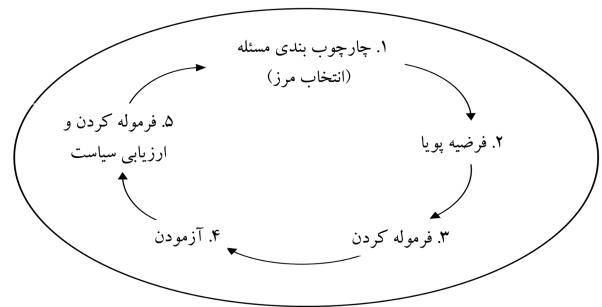 ۱. چارچوب بندی مسئله
(انتخاب مرز)
۲. فرضیه پویا
۳. فرموله کردن
۴. آزمودن
۵. فرموله کردن و
ارزیابی سیاست